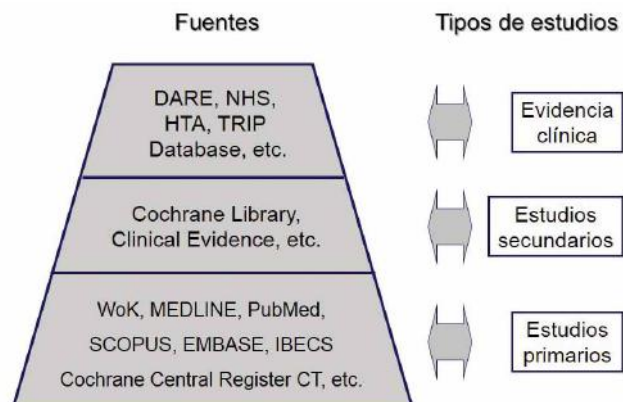 Fuentes
Tipos de estudios
DARE, NHS,
HTA, TRIP
Database, etc.
Evidencia
clínica
Cochrane Library,
Clinical Evidence, etc.
Estudios
secundarios
WoK, MEDLINE, PubMed,
SCOPUS, EMBASE, IBECS
Cochrane Central Register CT, etc.
Estudios
primarios